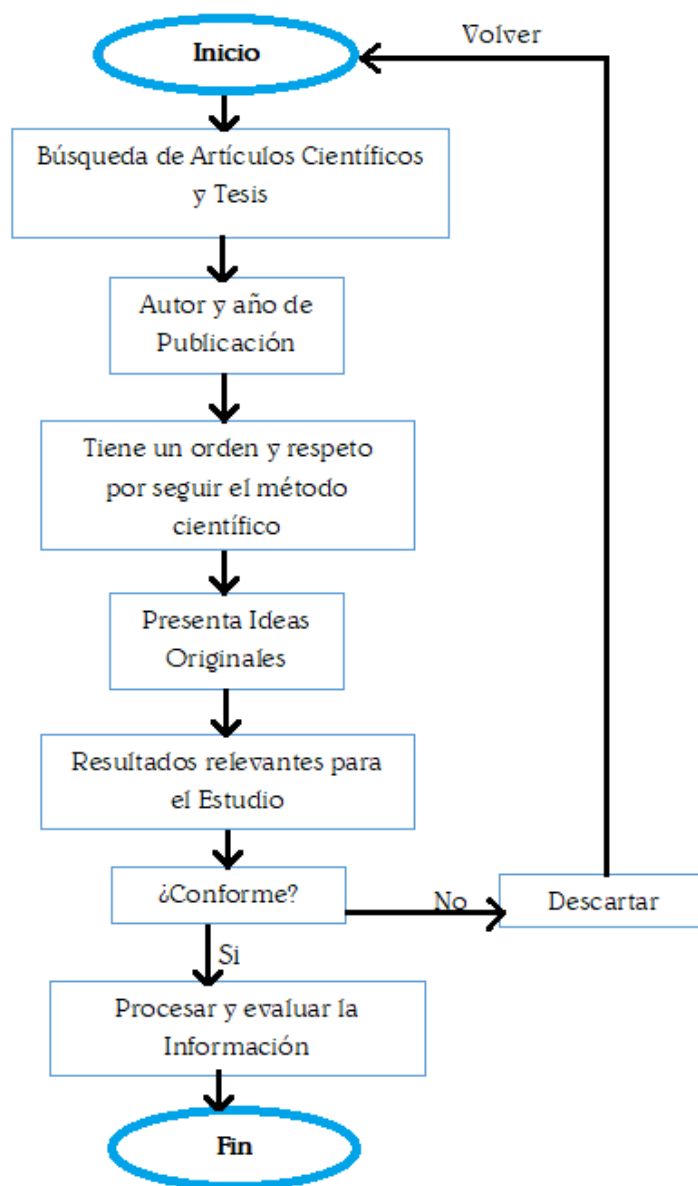 Volver
Inicio
Búsqueda de Artículos Científicos
y Tesis
Autor y año de
Publicación
Tiene un orden y respeto
por seguir el método
científico
Presenta Ideas
Originales
Resultados relevantes para
el Estudio
¿Conforme?
No
Descartar
Si
Procesar y evaluar la
Información
Fin